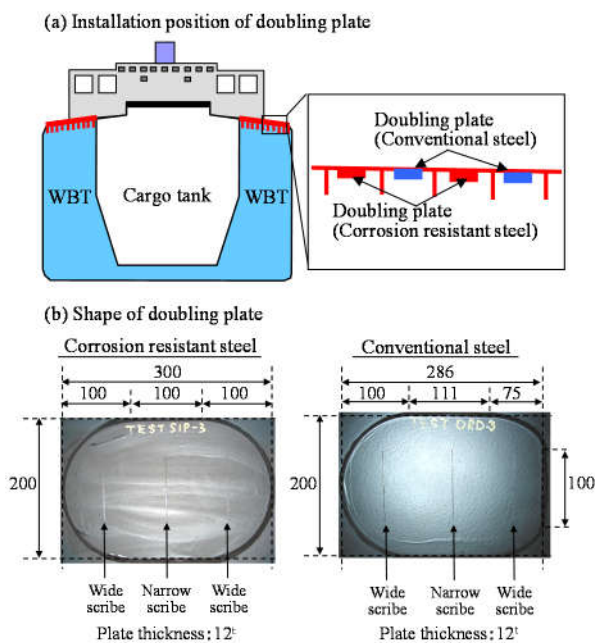 (a) Installation position of doubling plate
Doubling plate
(Conventional steel)
WBT
Cargo tank
WBT
Doubling plate
(Corrosion resistant steel)
(b) Shape of doubling plate
Corrosion resistant steel
Conventional steel
300
286
100
100
100
100
111
75
TEST SIP-3
TEST ORD-3
200
200
100
Wide
scribe
Narrow
scribe
Wide
scribe
Wide
scribe
Narrow
scribe
Wide
scribe
Plate thickness: 12t
Plate thickness: 12t